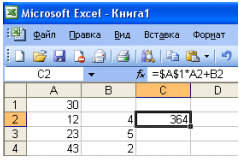 Microsoft Excel - Книга1
Файл Правка Вид Вставка Формат
C2 fx =$A$1*A2+B2
A B C D
1 30
2 12 4 364
3 23 5
4 43 2